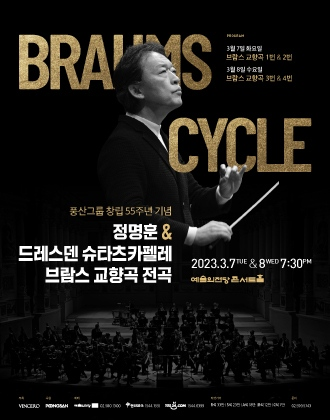 BRAHMS
PROGRAM
3월 7일 화요일
브람스 교향곡 1번 & 2번
3월 8일 수요일
브람스 교향곡 3번 & 4번
CYCLE
풍산그룹 창립 55주년 기념
정명훈 &
드레스덴 슈타츠카펠레
브람스 교향곡 전곡
2023.3.7TUE & 8WED 7:30PM
예술의전당 콘서트홀
VINCERO
POONGSAN